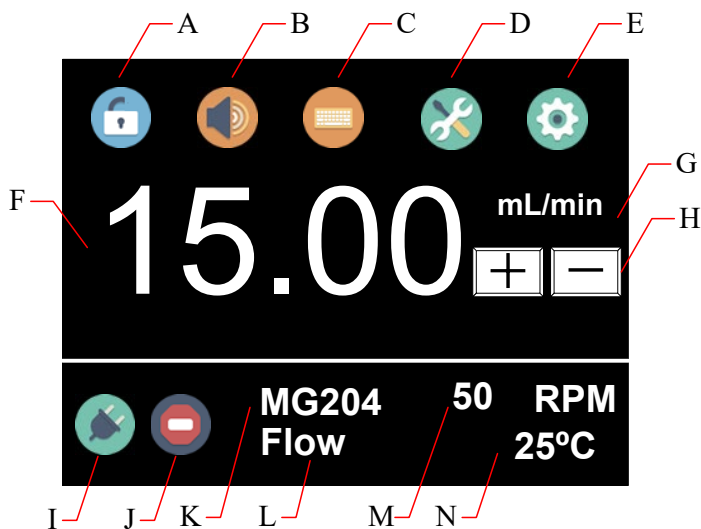 A B C D E
F 15.00 mL/min G
+ − H
MG204 50 RPM
Flow 25ºC
I J K L M N